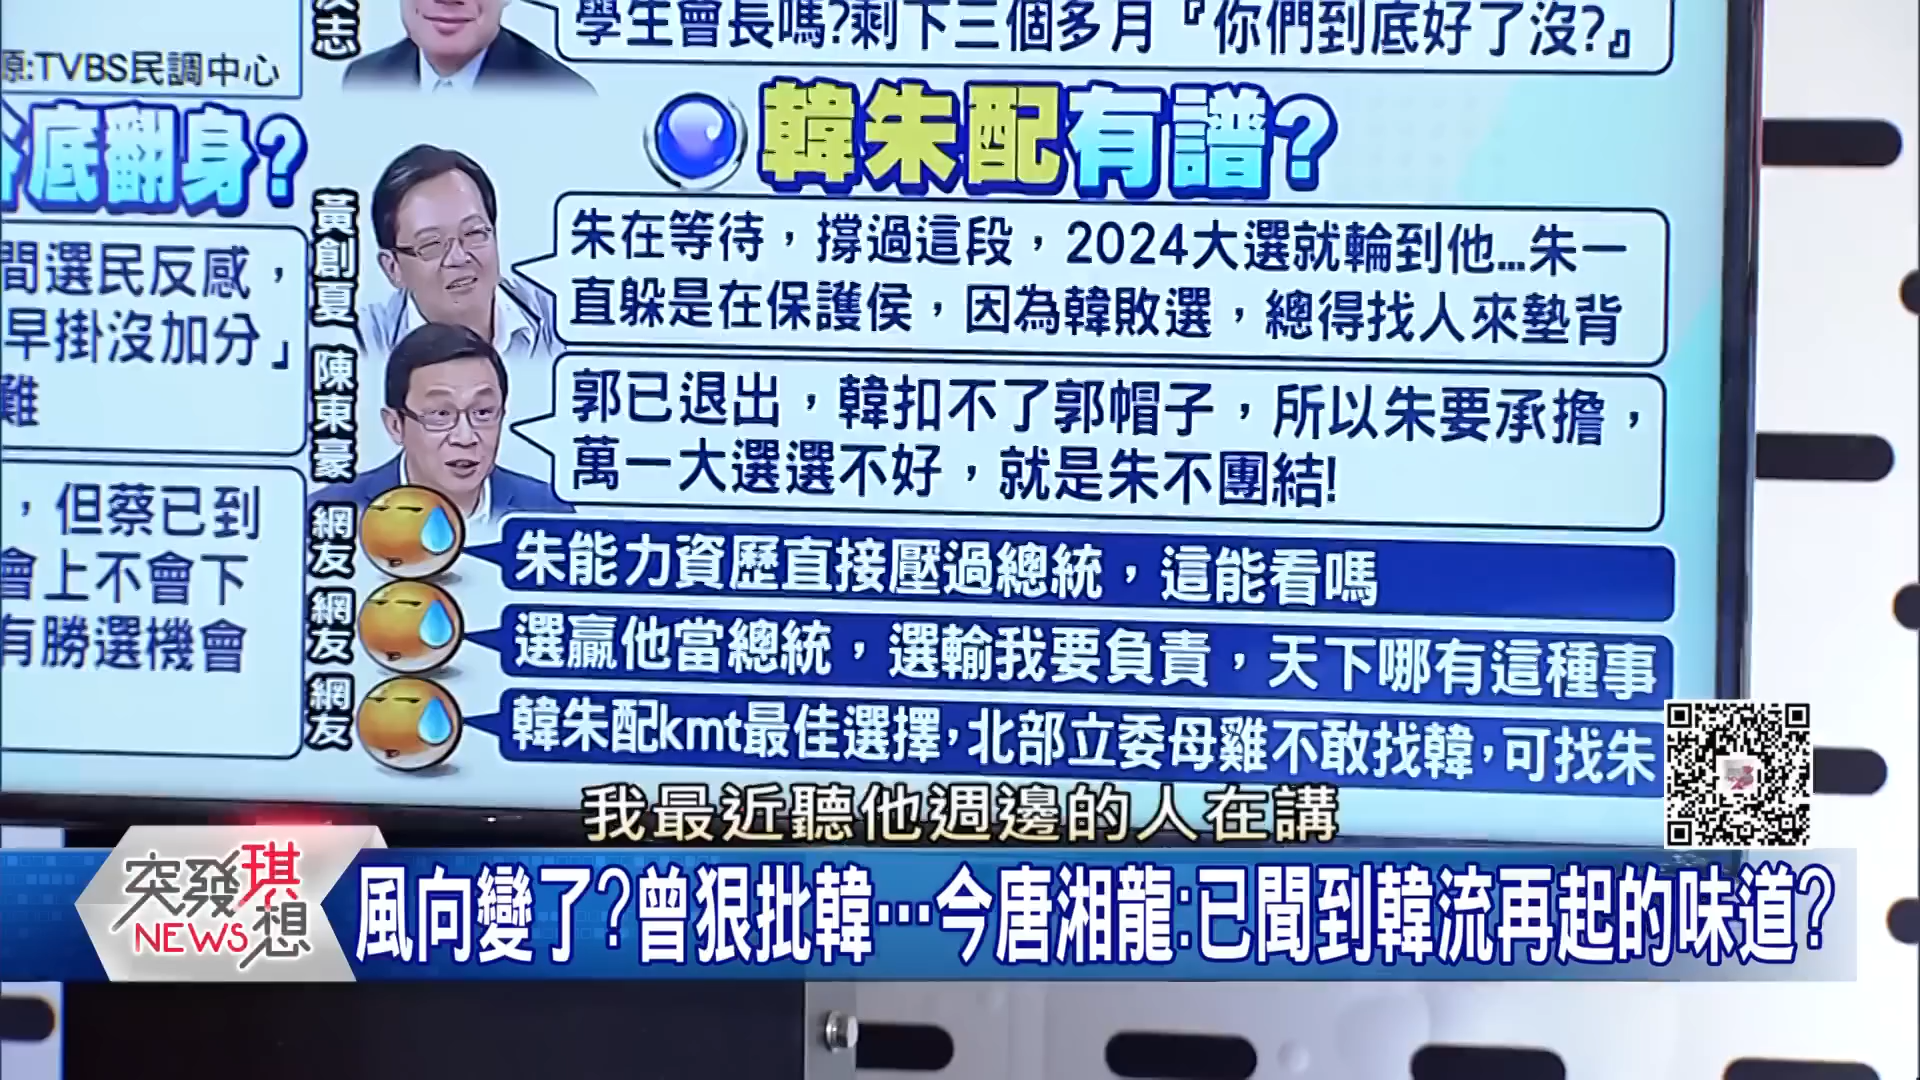 學生會長嗎?剩下三個多月『你們到底好了沒?』
源:TVBS民調中心
底翻身?
韓朱配有譜?
黃創夏
朱在等待，撐過這段，2024大選就輪到他...朱一
直躲是在保護侯，因為韓敗選，總得找人來墊背
間選民反感，
早掛沒加分」
難
陳東豪
郭已退出，韓扣不了郭帽子，所以朱要承擔，
萬一大選選不好，就是朱不團結!
，但蔡已到
會上不會下
有勝選機會
網友
朱能力資歷直接壓過總統，這能看嗎
網友
選贏他當總統，選輸我要負責，天下哪有這種事
網友
韓朱配kmt最佳選擇，北部立委母雞不敢找韓，可找朱
我最近聽他週邊的人在講
突發琪想
NEWS
風向變了?曾狠批韓…今唐湘龍:已聞到韓流再起的味道?